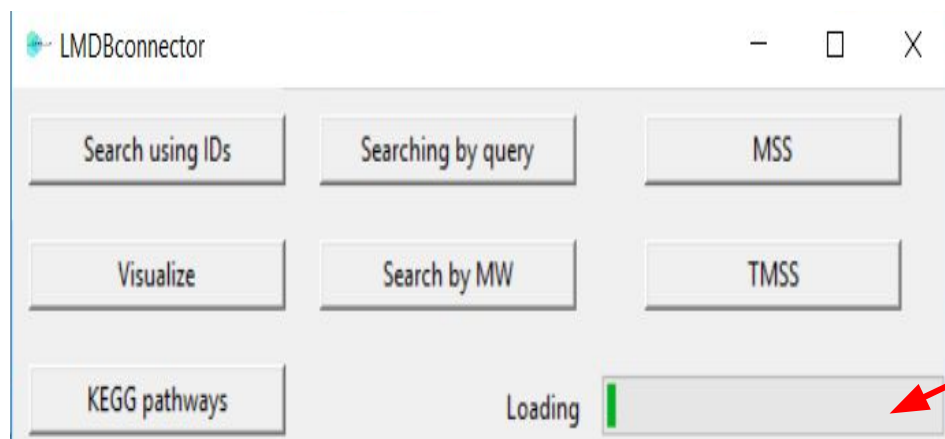 LMDBconnector
Search using IDs
Searching by query
MSS
Visualize
Search by MW
TMSS
KEGG pathways
Loading